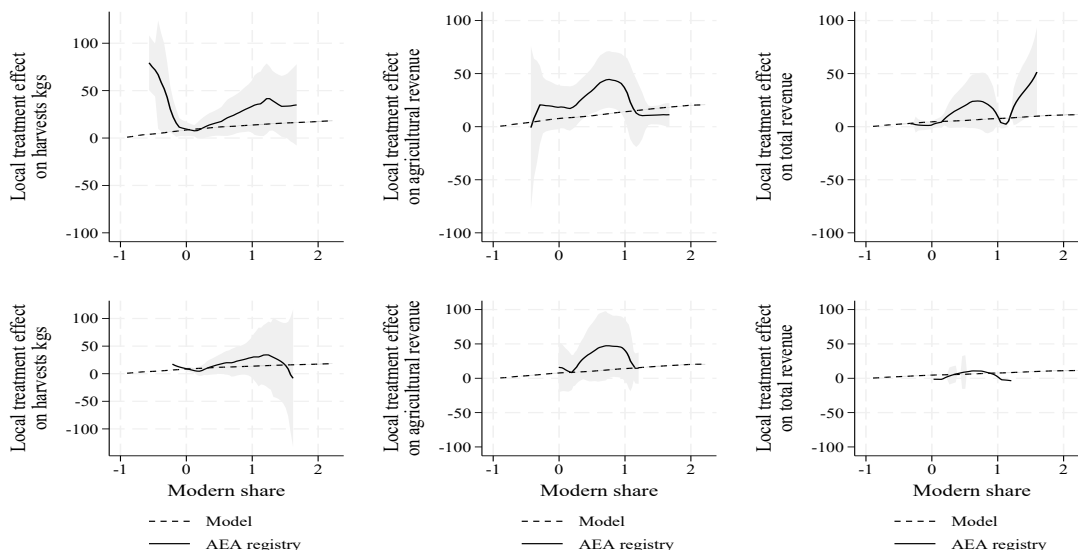 Local treatment effect
on harvests kgs
100
50
0
-50
-100
-1 0 1 2
Local treatment effect
on agricultural revenue
100
50
0
-50
-100
-1 0 1 2
Local treatment effect
on total revenue
100
50
0
-50
-100
-1 0 1 2
Local treatment effect
on harvests kgs
100
50
0
-50
-100
-1 0 1 2
Modern share
Model
AEA registry
Local treatment effect
on agricultural revenue
100
50
0
-50
-100
-1 0 1 2
Modern share
Model
AEA registry
Local treatment effect
on total revenue
100
50
0
-50
-100
-1 0 1 2
Modern share
Model
AEA registry